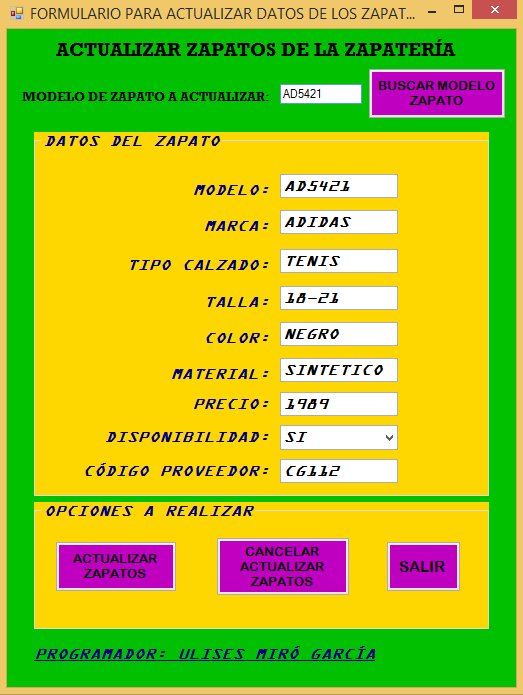 FORMULARIO PARA ACTUALIZAR DATOS DE LOS ZAPAT...
ACTUALIZAR ZAPATOS DE LA ZAPATERÍA
MODELO DE ZAPATO A ACTUALIZAR: AD5421 BUSCAR MODELO
ZAPATO
DATOS DEL ZAPATO
MODELO: AD5421
MARCA: ADIDAS
TIPO CALZADO: TENIS
TALLA: 18-21
COLOR: NEGRO
MATERIAL: SINTETICO
PRECIO: 1989
DISPONIBILIDAD: SI
CÓDIGO PROVEEDOR: CG112
OPCIONES A REALIZAR
ACTUALIZAR
ZAPATOS
CANCELAR
ACTUALIZAR
ZAPATOS
SALIR
PROGRAMADOR: ULISES MIRÓ GARCÍA